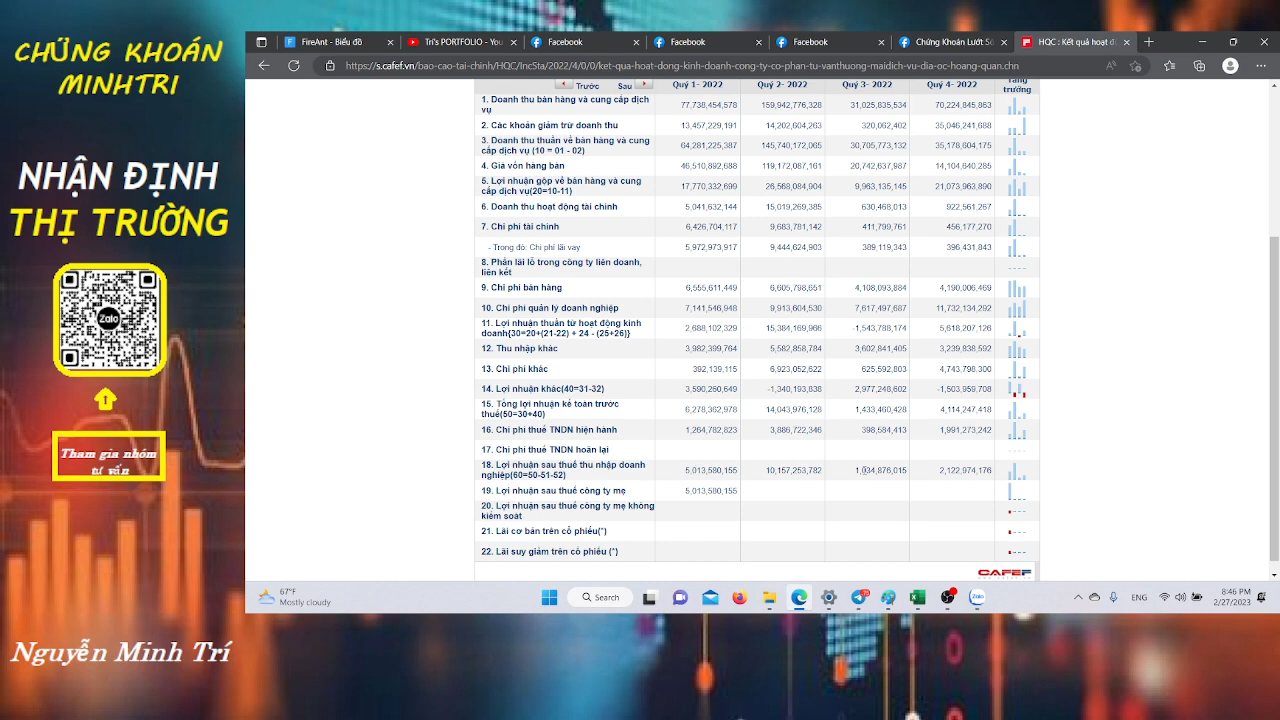 CHỨNG KHOÁN
MINHTRI
NHẬN ĐỊNH
THỊ TRƯỜNG
Zalo
Tham gia nhóm
tư vấn
Nguyễn Minh Trí
FireAnt - Biểu đồ
Tri's PORTFOLIO - You
Facebook
Facebook
Facebook
Chứng Khoán Lướt Só
HQC : Kết quả hoạt độ
https://s.cafef.vn/bao-cao-tai-chinh/HQC/IncSta/2022/4/0/0/ket-qua-hoat-dong-kinh-doanh-cong-ty-co-phan-tu-vanthuong-maidich-vu-dia-oc-hoang-quan.chn
Trước Sau Quý 1- 2022 Quý 2- 2022 Quý 3- 2022 Quý 4- 2022 Tăng
trưởng
1. Doanh thu bán hàng và cung cấp dịch
vụ 77,738,454,578 159,942,776,328 31,025,835,534 70,224,845,863
2. Các khoản giảm trừ doanh thu 13,457,229,191 14,202,604,263 320,062,402 35,046,241,688
3. Doanh thu thuần về bán hàng và cung
cấp dịch vụ (10 = 01 - 02) 64,281,225,387 145,740,172,065 30,705,773,132 35,178,604,175
4. Giá vốn hàng bán 46,510,892,688 119,172,087,161 20,742,637,987 14,104,640,285
5. Lợi nhuận gộp về bán hàng và cung
cấp dịch vụ(20=10-11) 17,770,332,699 26,568,084,904 9,963,135,145 21,073,963,890
6. Doanh thu hoạt động tài chính 5,041,632,144 15,019,269,385 630,468,013 922,561,267
7. Chi phí tài chính 6,426,704,117 9,683,781,142 411,799,761 456,177,270
- Trong đó: Chi phí lãi vay 5,972,973,917 9,444,624,903 389,119,343 396,431,843
8. Phần lãi lỗ trong công ty liên doanh,
liên kết
9. Chi phí bán hàng 6,555,611,449 6,605,793,651 4,108,093,884 4,190,006,469
10. Chi phí quản lý doanh nghiệp 7,141,546,948 9,913,604,530 7,617,497,687 11,732,134,292
11. Lợi nhuận thuần từ hoạt động kinh
doanh{30=20+(21-22) + 24 - (25+26)} 2,688,102,329 15,384,169,966 -1,543,788,174 5,618,207,126
12. Thu nhập khác 3,982,399,764 5,582,858,784 3,602,841,405 3,239,838,592
13. Chi phí khác 392,139,115 6,923,052,622 625,592,803 4,743,798,300
14. Lợi nhuận khác(40=31-32) 3,590,260,649 -1,340,193,838 2,977,248,602 -1,503,959,708
15. Tổng lợi nhuận kế toán trước
thuế(50=30+40) 6,278,362,978 14,043,976,128 1,433,460,428 4,114,247,418
16. Chi phí thuế TNDN hiện hành 1,264,782,823 3,886,722,346 398,584,413 1,991,273,242
17. Chi phí thuế TNDN hoãn lại
18. Lợi nhuận sau thuế thu nhập doanh
nghiệp(60=50-51-52) 5,013,580,155 10,157,253,782 1,034,876,015 2,122,974,176
19. Lợi nhuận sau thuế công ty mẹ 5,013,580,155
20. Lợi nhuận sau thuế công ty mẹ không
kiểm soát
21. Lãi cơ bản trên cổ phiếu(*)
22. Lãi suy giảm trên cổ phiếu (*)
CAFEF
67°F
Mostly cloudy
Search
Zalo
ENG
8:46 PM
2/27/2023